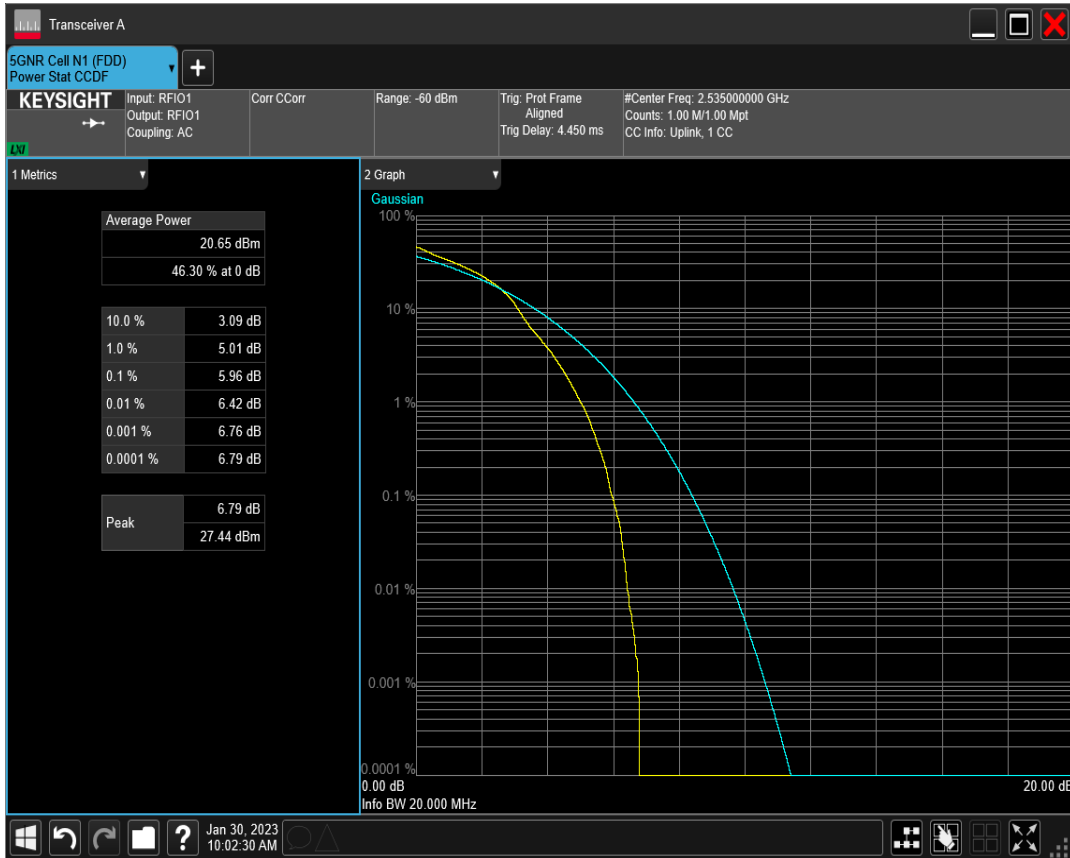 Transceiver A
5GNR Cell N1 (FDD)
Power Stat CCDF
KEYSIGHT
LXI
Input: RFIO1
Output: RFIO1
Coupling: AC
Corr CCorr
Range: -60 dBm
Trig: Prot Frame
Aligned
Trig Delay: 4.450 ms
#Center Freq: 2.535000000 GHz
Counts: 1.00 M/1.00 Mpt
CC Info: Uplink, 1 CC
1 Metrics
Average Power
20.65 dBm
46.30 % at 0 dB
10.0 % 3.09 dB
1.0 % 5.01 dB
0.1 % 5.96 dB
0.01 % 6.42 dB
0.001 % 6.76 dB
0.0001 % 6.79 dB
Peak
6.79 dB
27.44 dBm
2 Graph
Gaussian
100 %
10 %
1 %
0.1 %
0.01 %
0.001 %
0.0001 %
0.00 dB 20.00 dB
Info BW 20.000 MHz
?
Jan 30, 2023
10:02:30 AM